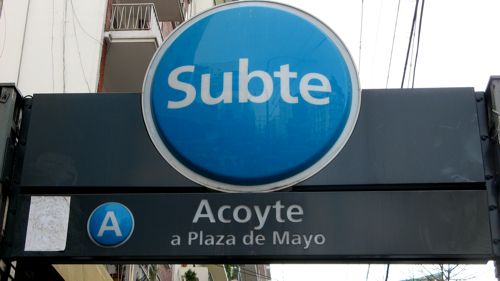 Subte
A
Acoyte
a Plaza de Mayo